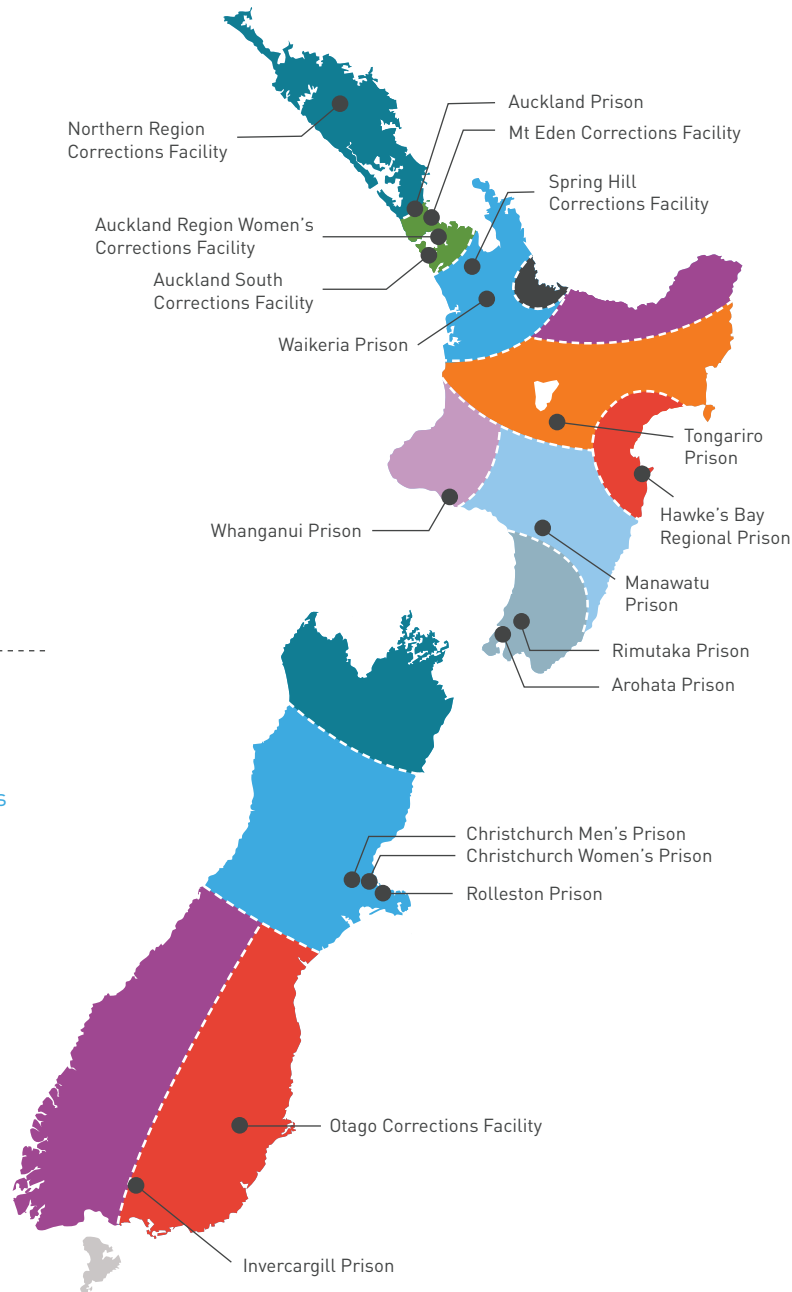 Auckland Prison
Northern Region
Corrections Facility
Mt Eden Corrections Facility
Spring Hill
Corrections Facility
Auckland Region Women's
Corrections Facility
Auckland South
Corrections Facility
Waikeria Prison
Tongariro
Prison
Whanganui Prison
Hawke's Bay
Regional Prison
Manawatu
Prison
Rimutaka Prison
Arohata Prison
s
Christchurch Men's Prison
Christchurch Women's Prison
Rolleston Prison
Otago Corrections Facility
Invercargill Prison